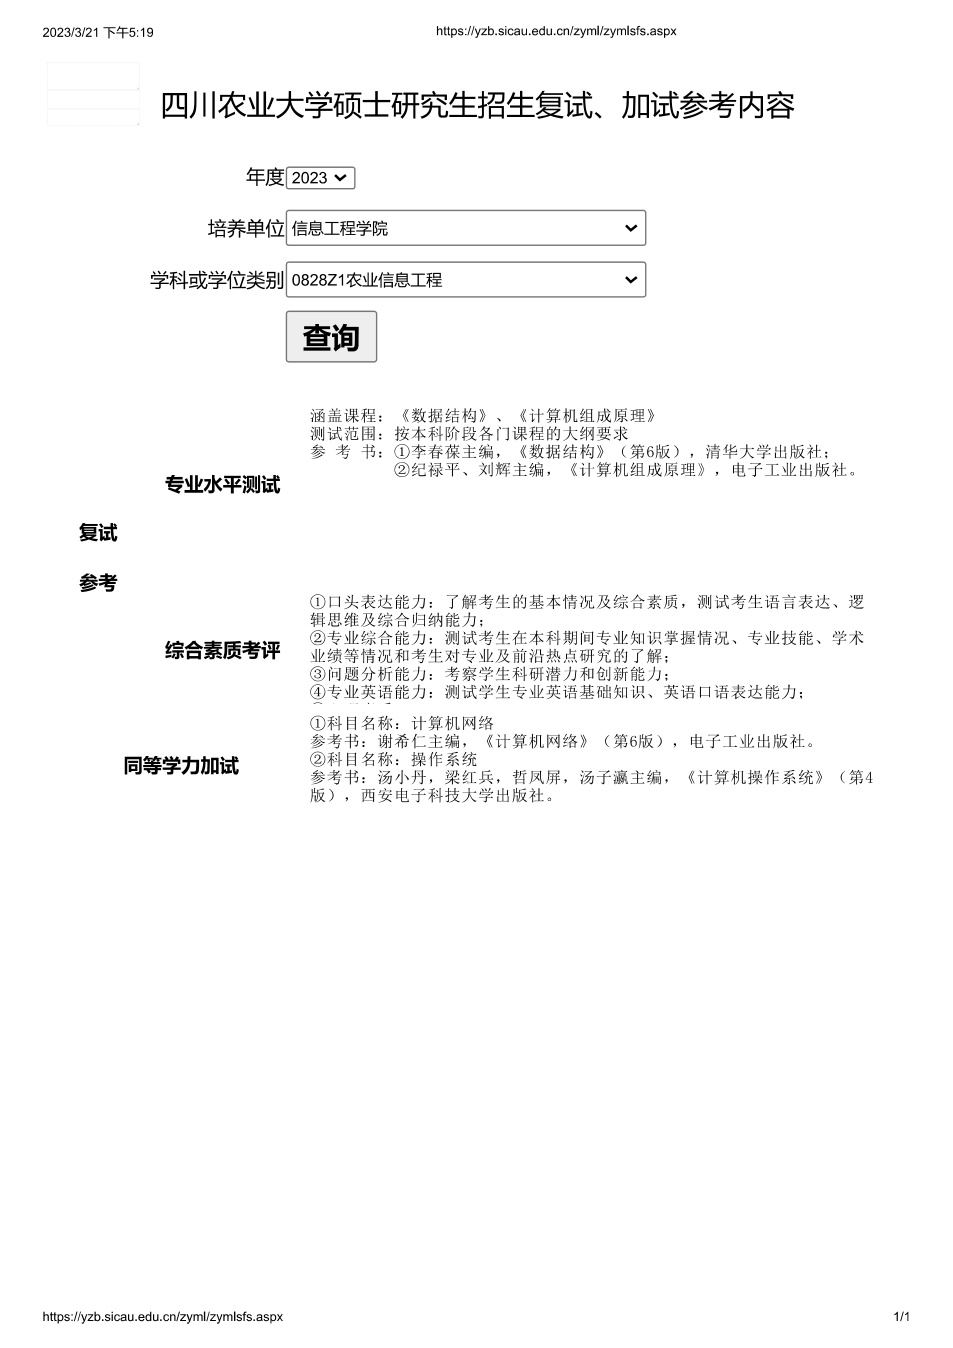 2023/3/21 下午5:19
https://yzb.sicau.edu.cn/zyml/zymlsfs.aspx
四川农业大学硕士研究生招生复试、加试参考内容
年度 2023
培养单位 信息工程学院
学科或学位类别 0828Z1农业信息工程
查询
复试
参考
专业水平测试
涵盖课程：《数据结构》、《计算机组成原理》
测试范围：按本科阶段各门课程的大纲要求
参 考 书：①李春葆主编，《数据结构》（第6版），清华大学出版社；
②纪禄平、刘辉主编，《计算机组成原理》，电子工业出版社。
综合素质考评
①口头表达能力：了解考生的基本情况及综合素质，测试考生语言表达、逻
辑思维及综合归纳能力；
②专业综合能力：测试考生在本科期间专业知识掌握情况、专业技能、学术
业绩等情况和考生对专业及前沿热点研究的了解；
③问题分析能力：考察学生科研潜力和创新能力；
④专业英语能力：测试学生专业英语基础知识、英语口语表达能力；
同等学力加试
①科目名称：计算机网络
参考书：谢希仁主编，《计算机网络》（第6版），电子工业出版社。
②科目名称：操作系统
参考书：汤小丹，梁红兵，哲凤屏，汤子瀛主编，《计算机操作系统》（第4
版），西安电子科技大学出版社。
https://yzb.sicau.edu.cn/zyml/zymlsfs.aspx
1/1